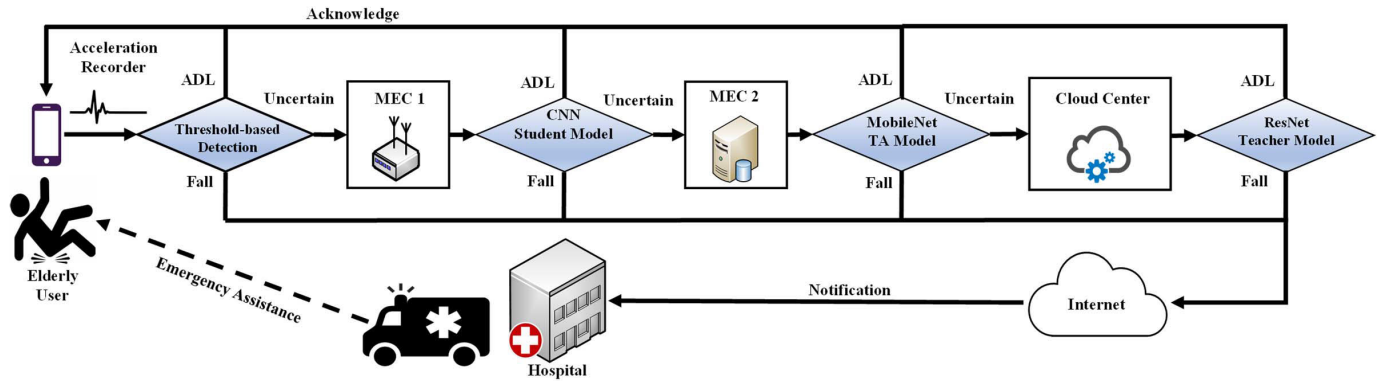 Acknowledge
Acceleration
Recorder
ADL
ADL
ADL
ADL
Uncertain
MEC 1
Uncertain
MEC 2
Uncertain
Cloud Center
Threshold-based
Detection
CNN
Student Model
MobileNet
TA Model
ResNet
Teacher Model
Fall
Fall
Fall
Fall
Elderly
User
Emergency Assistance
Hospital
Notification
Internet